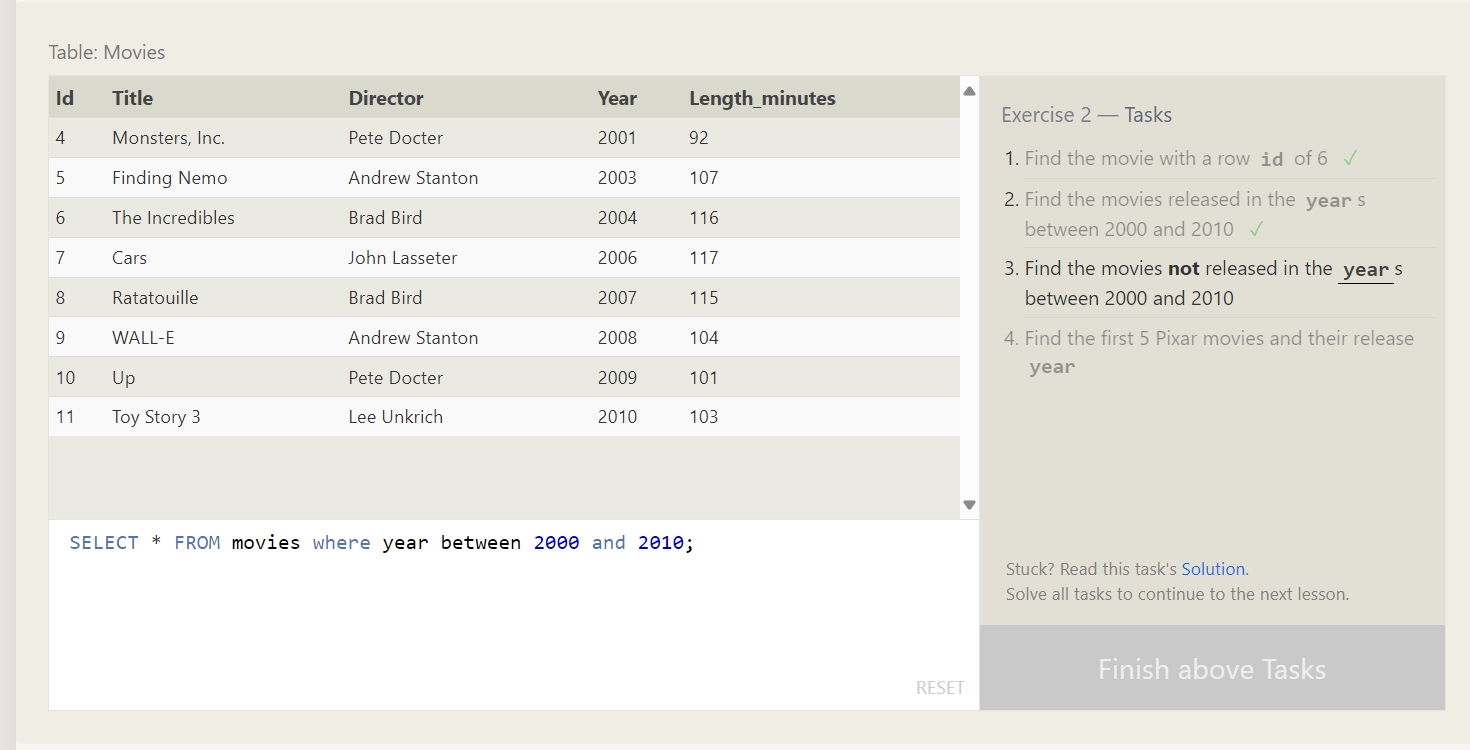 Table: Movies
Id Title Director Year Length_minutes
4 Monsters, Inc. Pete Docter 2001 92
5 Finding Nemo Andrew Stanton 2003 107
6 The Incredibles Brad Bird 2004 116
7 Cars John Lasseter 2006 117
8 Ratatouille Brad Bird 2007 115
9 WALL-E Andrew Stanton 2008 104
10 Up Pete Docter 2009 101
11 Toy Story 3 Lee Unkrich 2010 103
SELECT * FROM movies where year between 2000 and 2010;
RESET
Exercise 2 — Tasks
1. Find the movie with a row id of 6 ✓
2. Find the movies released in the year s
between 2000 and 2010 ✓
3. Find the movies not released in the year s
between 2000 and 2010
4. Find the first 5 Pixar movies and their release
year
Stuck? Read this task's Solution.
Solve all tasks to continue to the next lesson.
Finish above Tasks